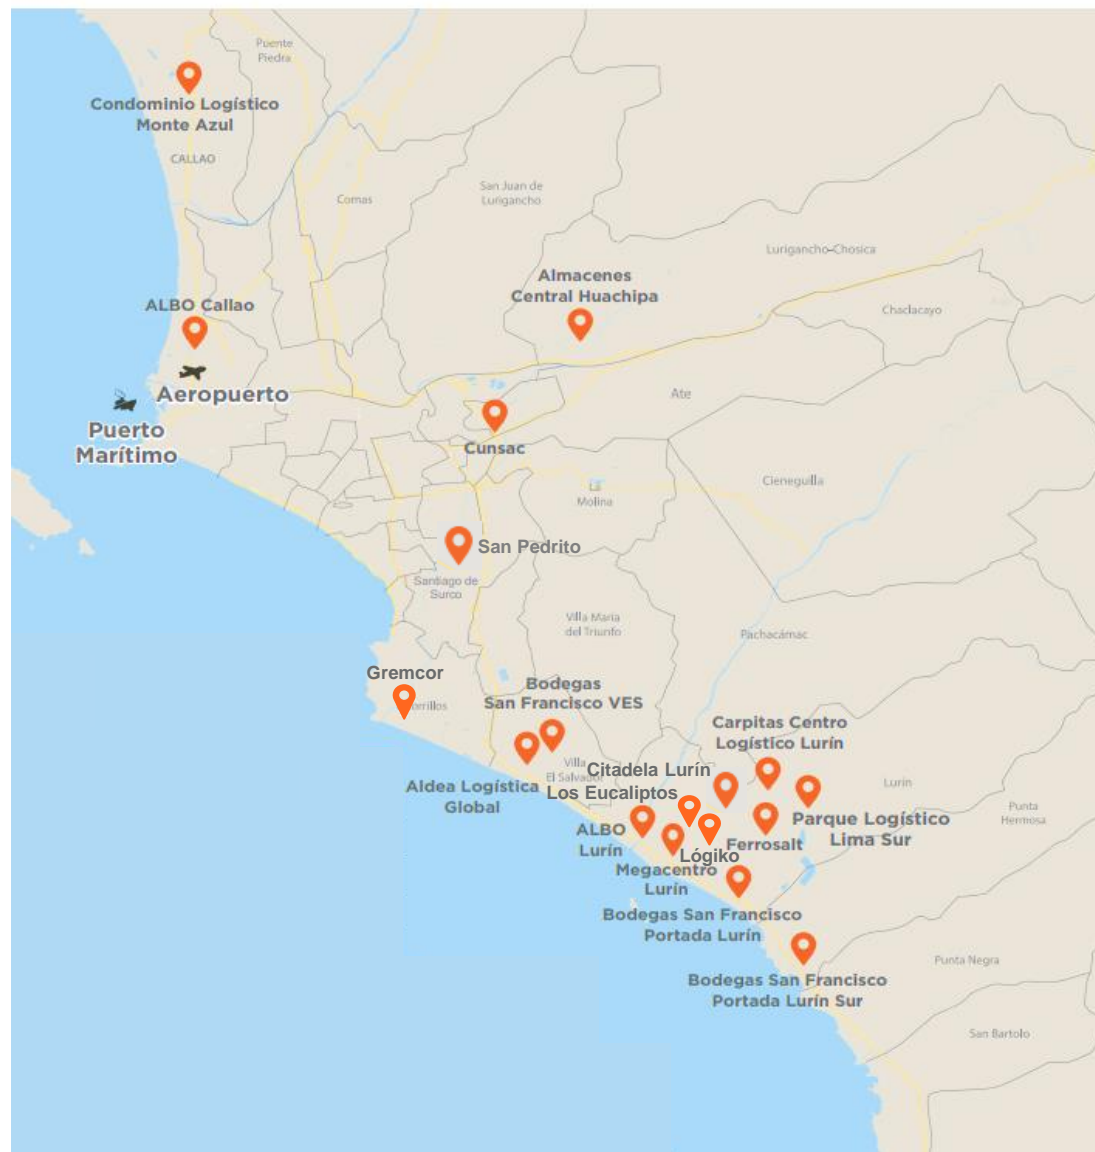 Puente
Piedra
Condominio Logístico
Monte Azul
CALLAO
Comas
San Juan de
Lurigancho
Lurigancho-Chosica
Almacenes
Central Huachipa
ALBO Callao
Chaclacayo
Aeropuerto
Ate
Puerto
Marítimo
Cunsac
Cieneguilla
La
Molina
San Pedrito
Santiago de
Surco
Villa María
del Triunfo
Pachacámac
Gremcor
orrillos
Bodegas
San Francisco VES
Carpitas Centro
Logístico Lurín
Villa
El Salvador
Citadela Lurín
Aldea Logística
Global
Los Eucaliptos
Lurín
Punta
Hermosa
Parque Logístico
Lima Sur
ALBO
Lurín
Ferrosalt
Lógiko
Megacentro
Lurín
Bodegas San Francisco
Portada Lurín
Punta Negra
Bodegas San Francisco
Portada Lurín Sur
San Bartolo